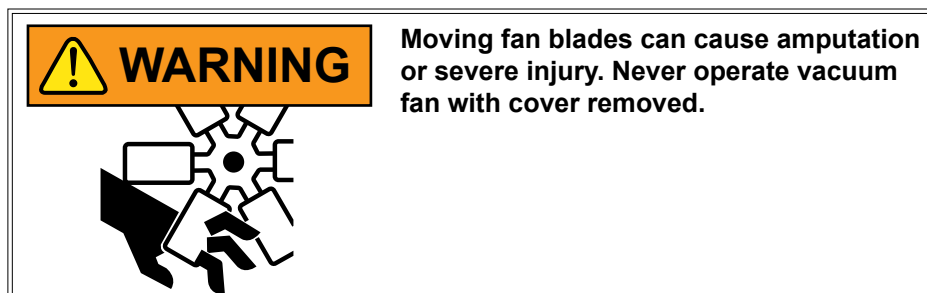 WARNING
Moving fan blades can cause amputation
or severe injury. Never operate vacuum
fan with cover removed.